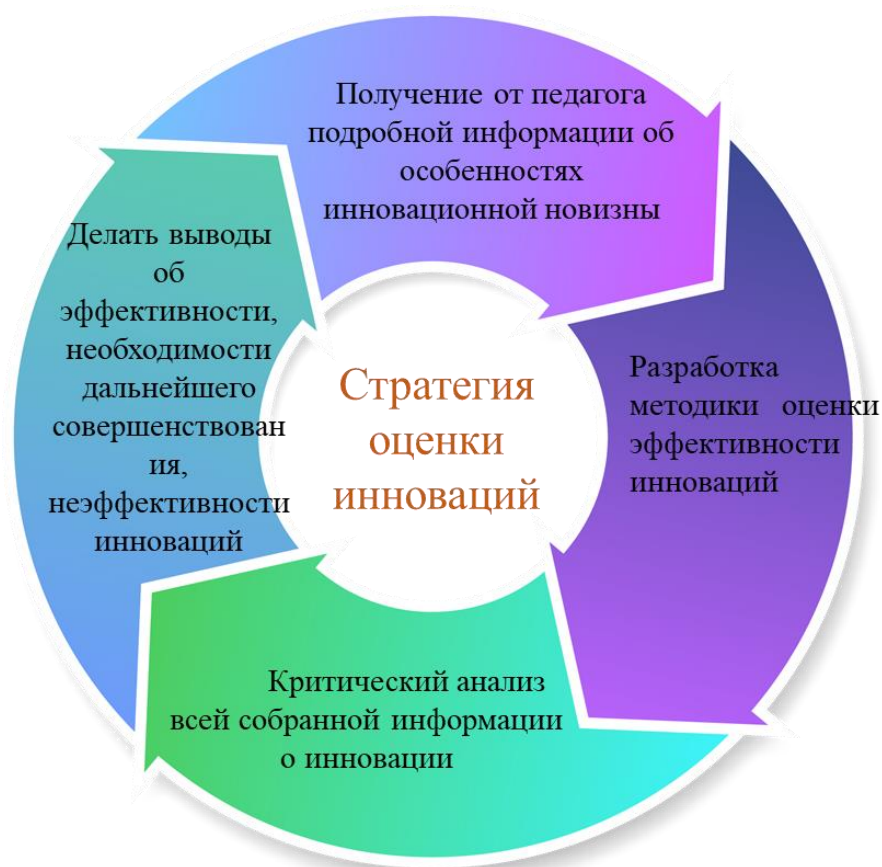 Получение от педагога
подробной информации об
особенностях
инновационной новизны
Разработка
методики оценки
эффективности
инноваций
Критический анализ
всей собранной информации
о инновации
Делать выводы
об
эффективности,
необходимости
дальнейшего
совершенствован
ия,
неэффективности
инноваций
Стратегия
оценки
инноваций